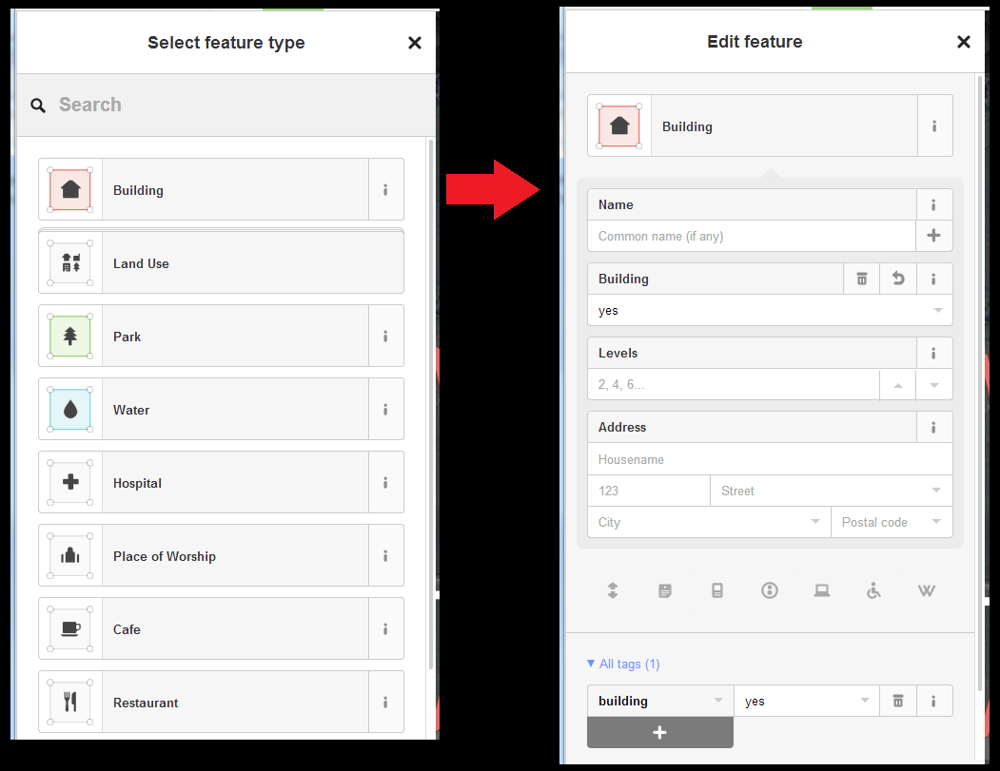 Select feature type
Search
Building
Land Use
Park
Water
Hospital
Place of Worship
Cafe
Restaurant
Edit feature
Building
Name
Common name (if any)
Building
yes
Levels
2, 4, 6...
Address
Housename
123 Street
City Postal code
All tags (1)
building yes